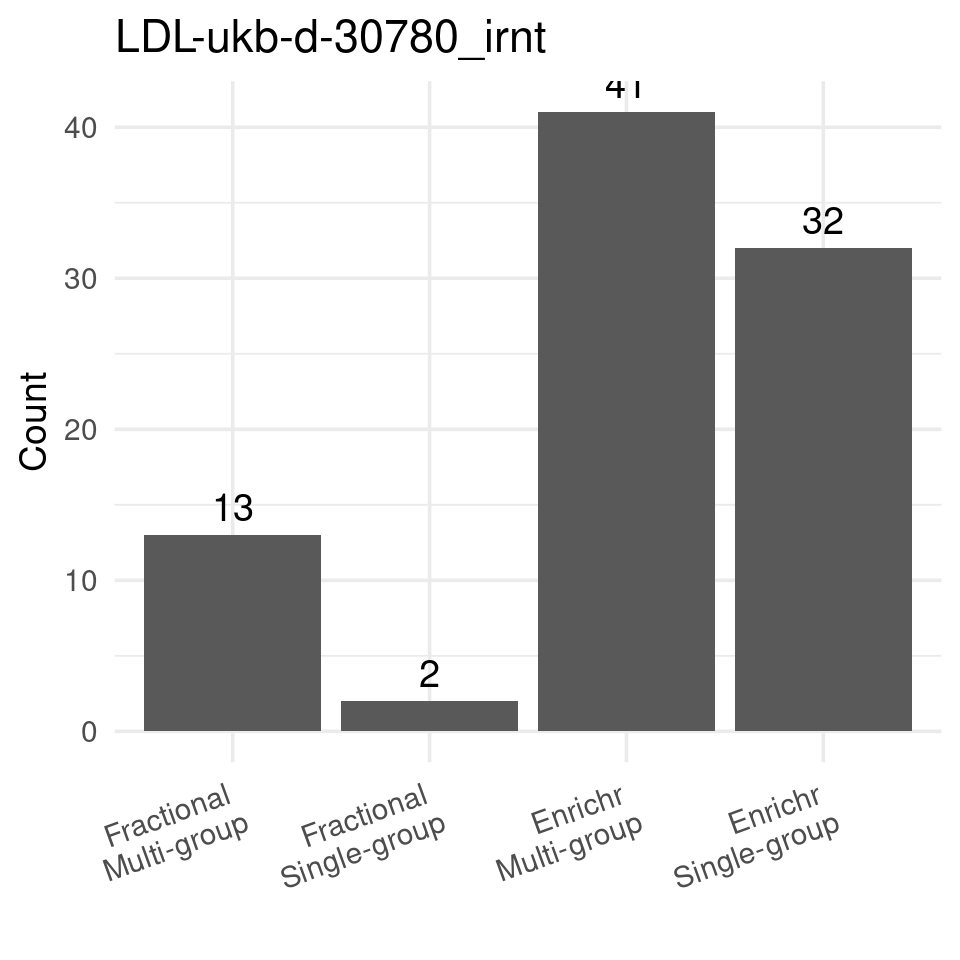 LDL-ukb-d-30780_irnt
41
40
32
30
Count
20
13
10
2
0
Fractional
Multi-group
Fractional
Single-group
Enrichr
Multi-group
Enrichr
Single-group